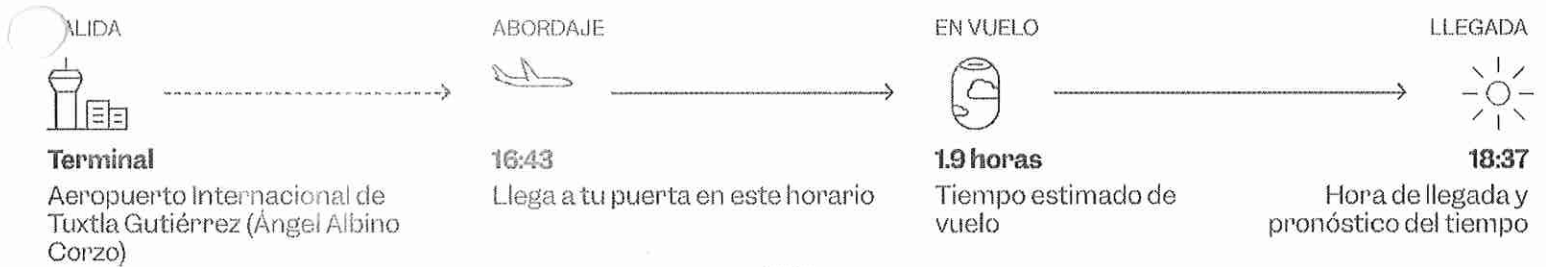 ALIDA
Terminal
Aeropuerto Internacional de
Tuxtla Gutiérrez (Ángel Albino
Corzo)
ABORDAJE
16:43
Llega a tu puerta en este horario
EN VUELO
1.9 horas
Tiempo estimado de
vuelo
LLEGADA
18:37
Hora de llegada y
pronóstico del tiempo